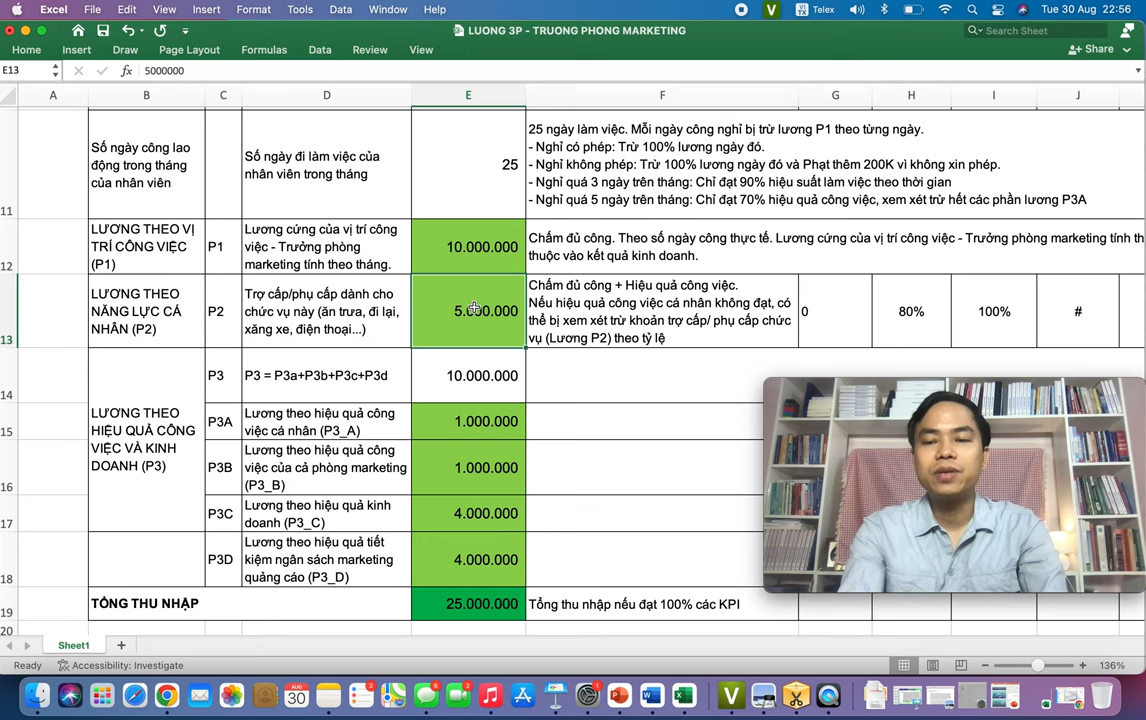 Excel File Edit View Insert Format Tools Data Window Help
V VI TX Telex Tue 30 Aug 22:56
LUONG 3P - TRUONG PHONG MARKETING
Search Sheet
Home Insert Draw Page Layout Formulas Data Review View
Share
E13 fx 5000000
A B C D E F G H I J
11
Số ngày công lao
động trong tháng
của nhân viên
Số ngày đi làm việc của
nhân viên trong tháng
25
25 ngày làm việc. Mỗi ngày công nghỉ bị trừ lương P1 theo từng ngày.
- Nghỉ có phép: Trừ 100% lương ngày đó.
- Nghỉ không phép: Trừ 100% lương ngày đó và Phạt thêm 200K vì không xin phép.
- Nghỉ quá 3 ngày trên tháng: Chỉ đạt 90% hiệu suất làm việc theo thời gian
- Nghỉ quá 5 ngày trên tháng: Chỉ đạt 70% hiệu quả công việc, xem xét trừ hết các phần lương P3A
12
LƯƠNG THEO VỊ
TRÍ CÔNG VIỆC
(P1)
P1
Lương cứng của vị trí công
việc - Trưởng phòng
marketing tính theo tháng.
10.000.000
Chấm đủ công. Theo số ngày công thực tế. Lương cứng của vị trí công việc - Trưởng phòng marketing tính th
thuộc vào kết quả kinh doanh.
13
LƯƠNG THEO
NĂNG LỰC CÁ
NHÂN (P2)
P2
Trợ cấp/phụ cấp dành cho
chức vụ này (ăn trưa, đi lại,
xăng xe, điện thoại...)
5.000.000
Chấm đủ công + Hiệu quả công việc.
Nếu hiệu quả công việc cá nhân không đạt, có
thể bị xem xét trừ khoản trợ cấp/ phụ cấp chức
vụ (Lương P2) theo tỷ lệ
0 80% 100% #
14
LƯƠNG THEO
HIỆU QUẢ CÔNG
VIỆC VÀ KINH
DOANH (P3)
P3
P3 = P3a+P3b+P3c+P3d
10.000.000
15
P3A
Lương theo hiệu quả công
việc cá nhân (P3_A)
1.000.000
16
P3B
Lương theo hiệu quả công
việc của cả phòng marketing
(P3_B)
1.000.000
17
P3C
Lương theo hiệu quả kinh
doanh (P3_C)
4.000.000
18
P3D
Lương theo hiệu quả tiết
kiệm ngân sách marketing
quảng cáo (P3_D)
4.000.000
19
TỔNG THU NHẬP
25.000.000
Tổng thu nhập nếu đạt 100% các KPI
20
Sheet1 +
Ready Accessibility: Investigate
- + 136%
AUG
30